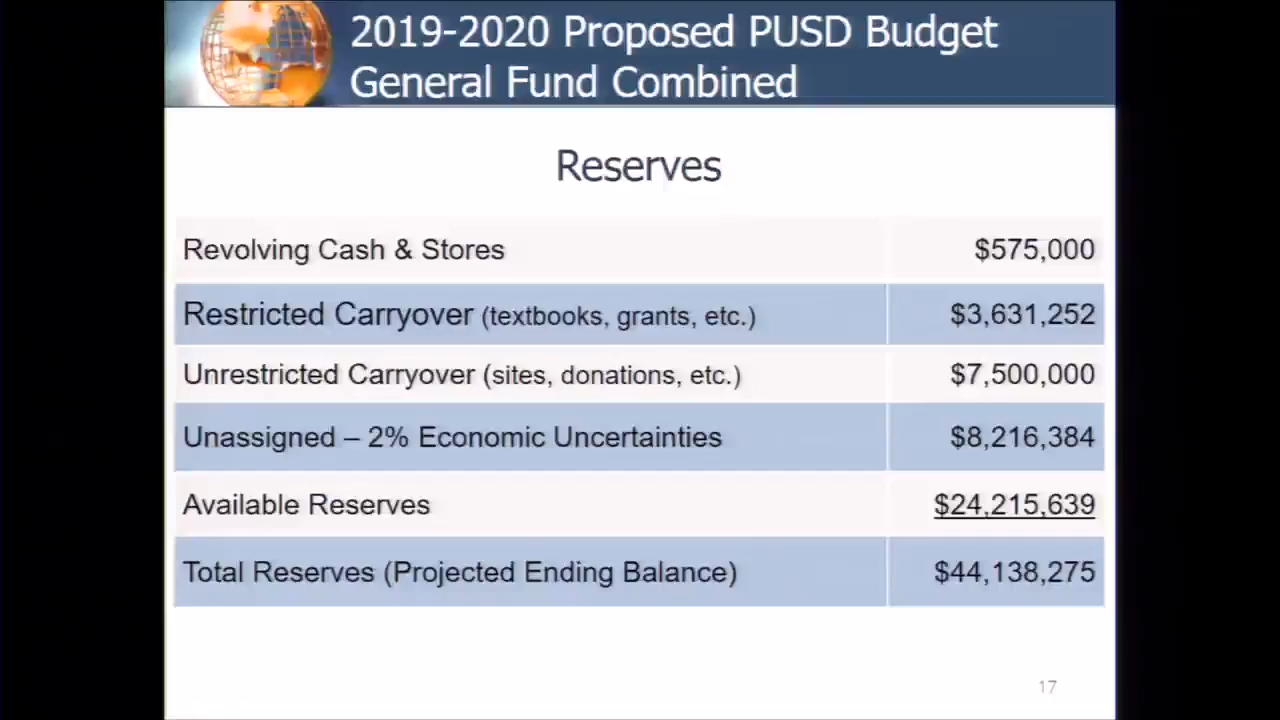 2019-2020 Proposed PUSD Budget
General Fund Combined
Reserves
Revolving Cash & Stores $575,000
Restricted Carryover (textbooks, grants, etc.) $3,631,252
Unrestricted Carryover (sites, donations, etc.) $7,500,000
Unassigned – 2% Economic Uncertainties $8,216,384
Available Reserves $24,215,639
Total Reserves (Projected Ending Balance) $44,138,275
17